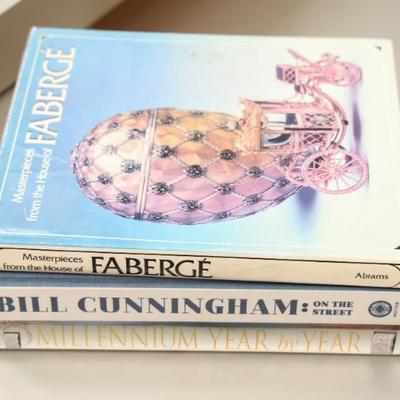 Masterpieces
from the House of
FABERGÉ
Masterpieces
from the House of
FABERGÉ
Abrams
BILL CUNNINGHAM: ON THE
STREET
MILLENNIUM YEAR by YEAR